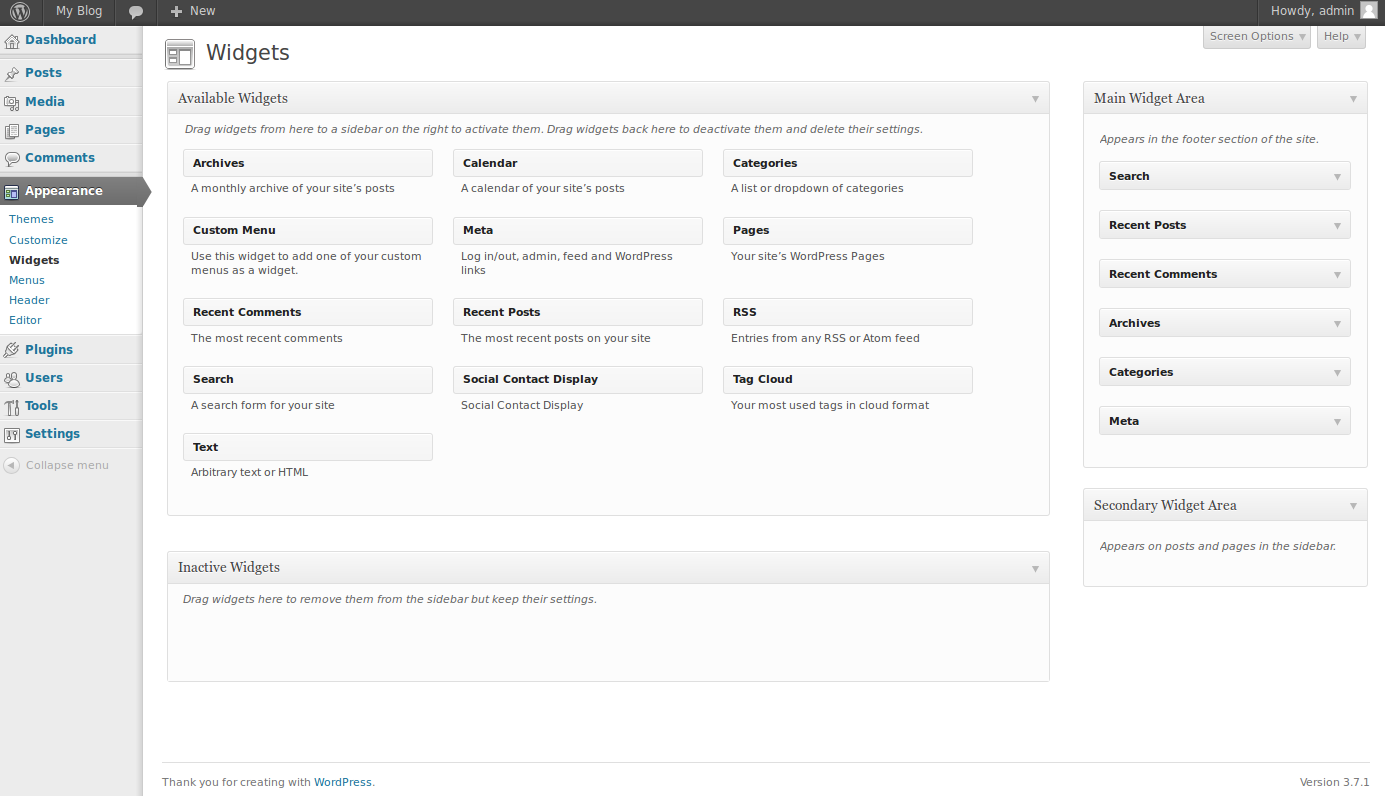 My Blog
New
Howdy, admin
Dashboard
Posts
Media
Pages
Comments
Appearance
Themes
Customize
Widgets
Menus
Header
Editor
Plugins
Users
Tools
Settings
Collapse menu
Screen Options
Help
Widgets
Available Widgets
Drag widgets from here to a sidebar on the right to activate them. Drag widgets back here to deactivate them and delete their settings.
Archives
A monthly archive of your site’s posts
Calendar
A calendar of your site’s posts
Categories
A list or dropdown of categories
Custom Menu
Use this widget to add one of your custom
menus as a widget.
Meta
Log in/out, admin, feed and WordPress
links
Pages
Your site’s WordPress Pages
Recent Comments
The most recent comments
Recent Posts
The most recent posts on your site
RSS
Entries from any RSS or Atom feed
Search
A search form for your site
Social Contact Display
Social Contact Display
Tag Cloud
Your most used tags in cloud format
Text
Arbitrary text or HTML
Inactive Widgets
Drag widgets here to remove them from the sidebar but keep their settings.
Main Widget Area
Appears in the footer section of the site.
Search
Recent Posts
Recent Comments
Archives
Categories
Meta
Secondary Widget Area
Appears on posts and pages in the sidebar.
Thank you for creating with WordPress.
Version 3.7.1